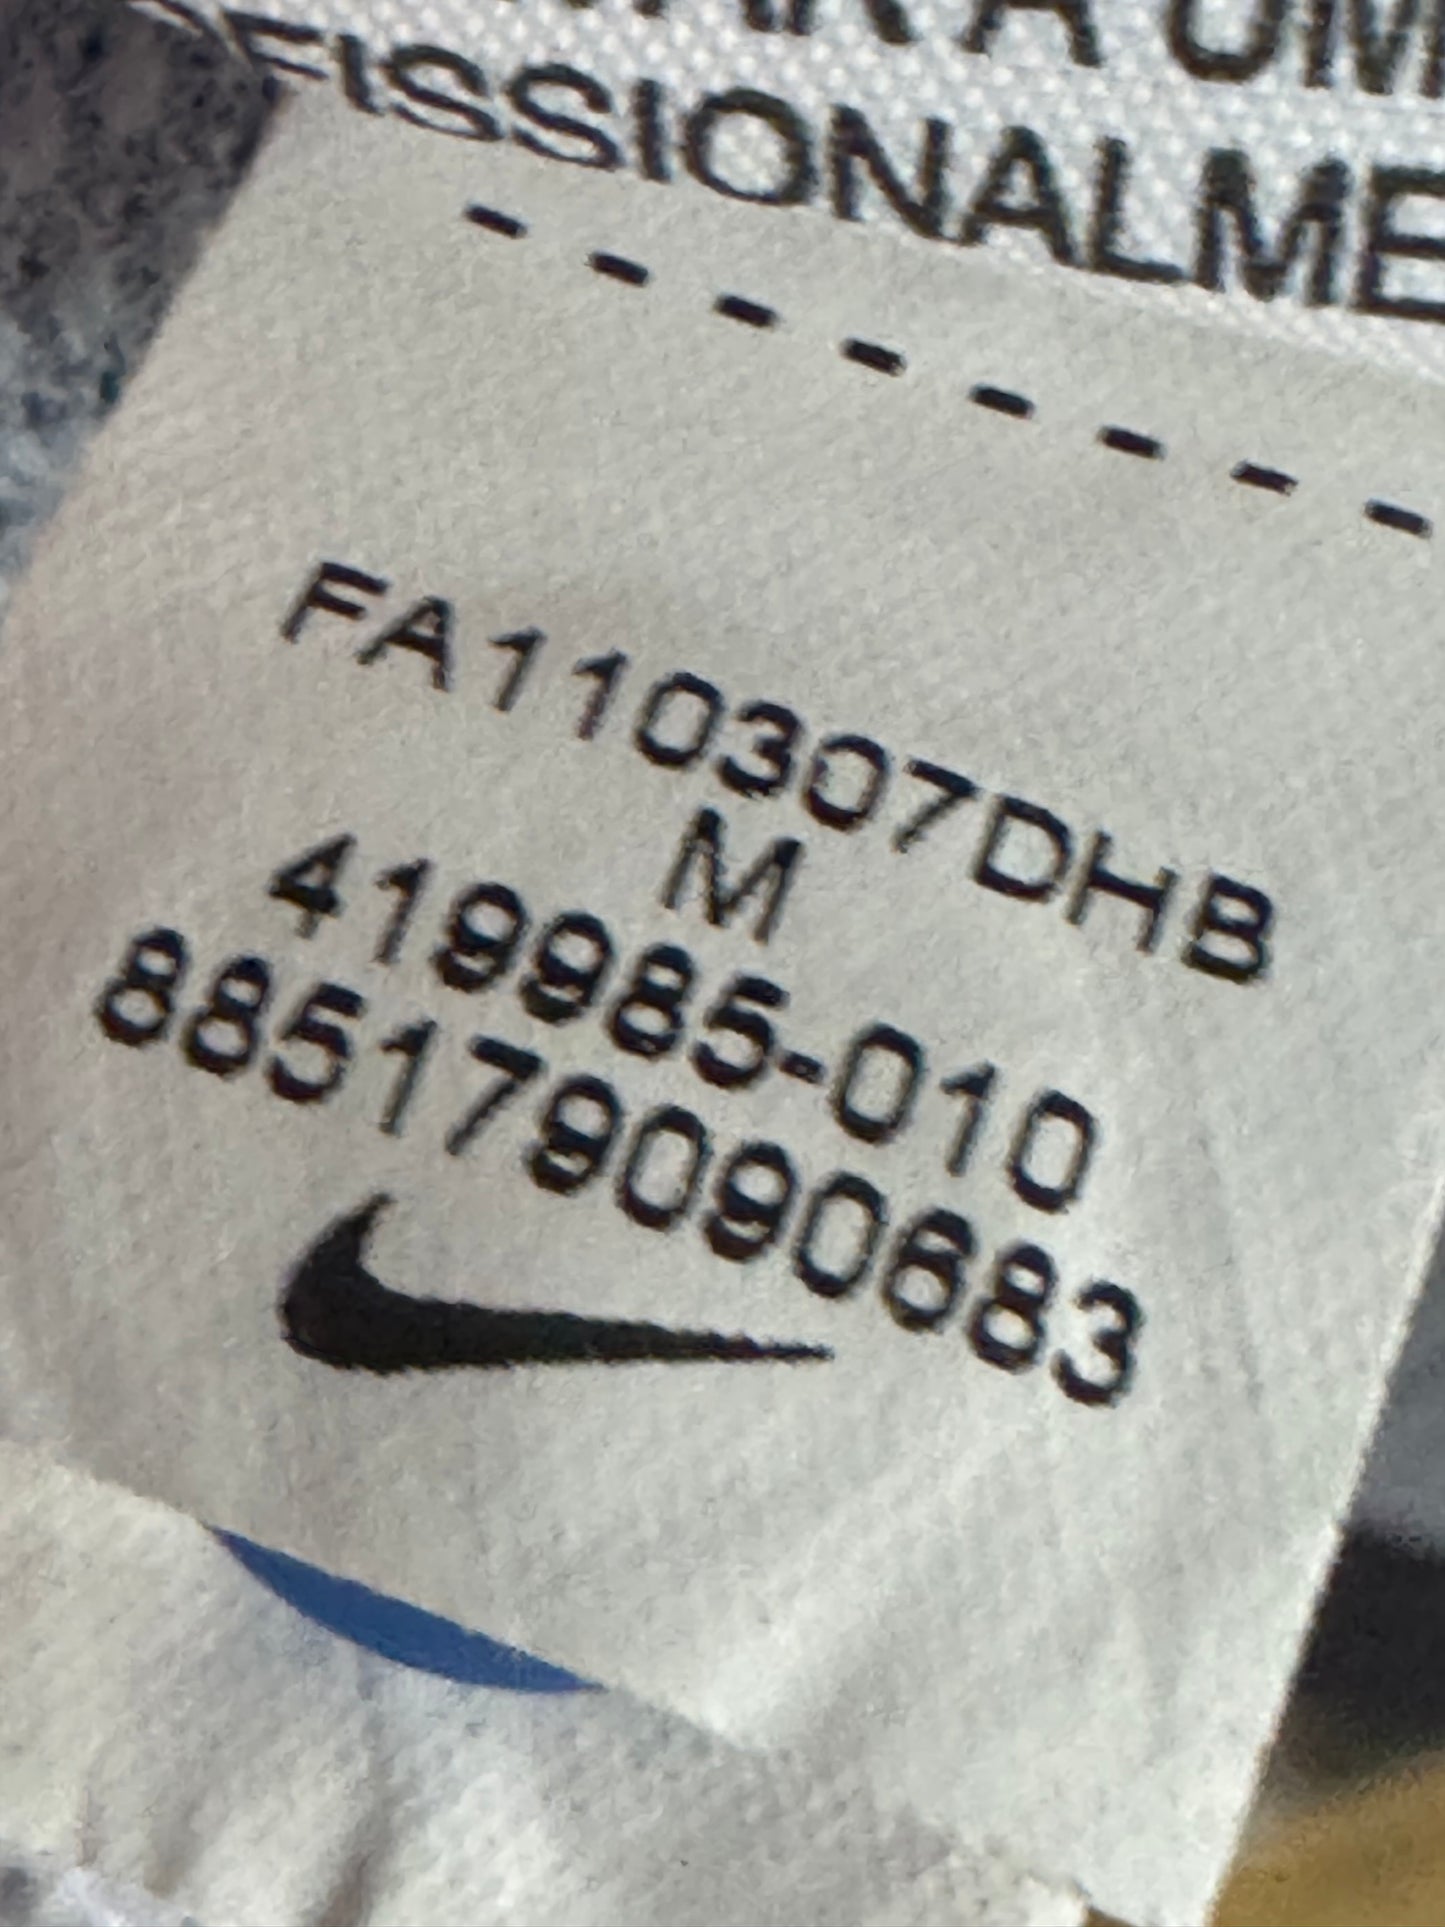 FISSIONALME
FA110307DHB
M
419985-010
885179090683